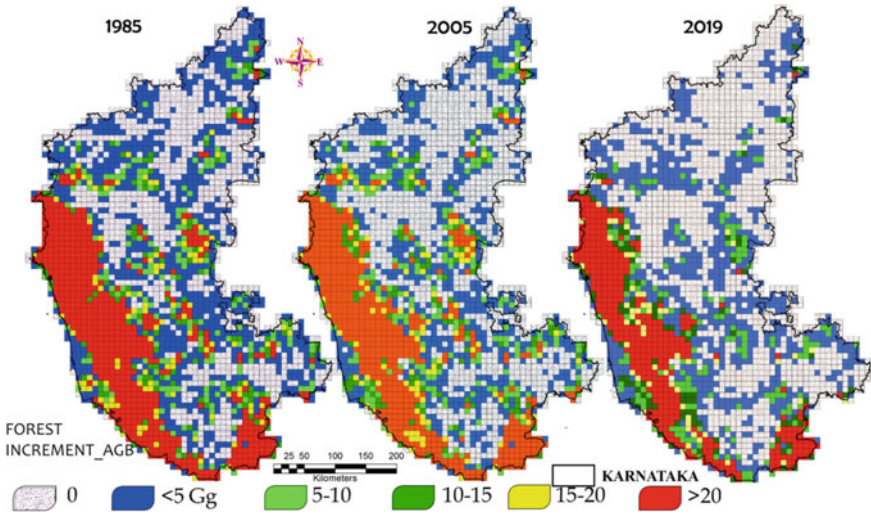 1985 2005 2019
N
W E
S
FOREST
INCREMENT_AGB
25 50 100 150 200
Kilometers
KARNATAKA
0 <5 Gg 5-10 10-15 15-20 >20